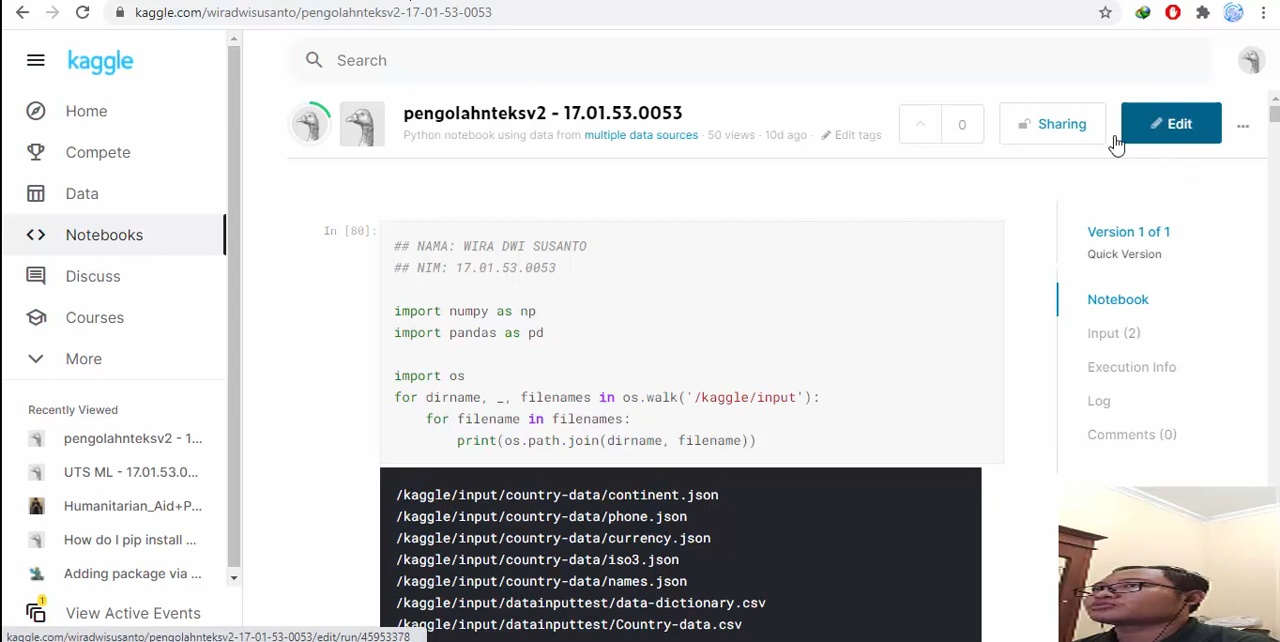 kaggle.com/wiradwisusanto/pengolahnteksv2-17-01-53-0053
kaggle
Search
Home
Compete
Data
Notebooks
Discuss
Courses
More
Recently Viewed
pengolahnteksv2 - 1...
UTS ML - 17.01.53.0...
Humanitarian_Aid+P...
How do I pip install ...
Adding package via ...
1
View Active Events
kaggle.com/wiradwisusanto/pengolahnteksv2-17-01-53-0053/edit/run/45953378
pengolahnteksv2 - 17.01.53.0053
Python notebook using data from multiple data sources · 50 views · 10d ago · Edit tags
0
Sharing
Edit
In [80]:
## NAMA: WIRA DWI SUSANTO
## NIM: 17.01.53.0053
import numpy as np
import pandas as pd
import os
for dirname, _, filenames in os.walk('/kaggle/input'):
for filename in filenames:
print(os.path.join(dirname, filename))
/kaggle/input/country-data/continent.json
/kaggle/input/country-data/phone.json
/kaggle/input/country-data/currency.json
/kaggle/input/country-data/iso3.json
/kaggle/input/country-data/names.json
/kaggle/input/datainputtest/data-dictionary.csv
/kaggle/input/datainputtest/Country-data.csv
Version 1 of 1
Quick Version
Notebook
Input (2)
Execution Info
Log
Comments (0)